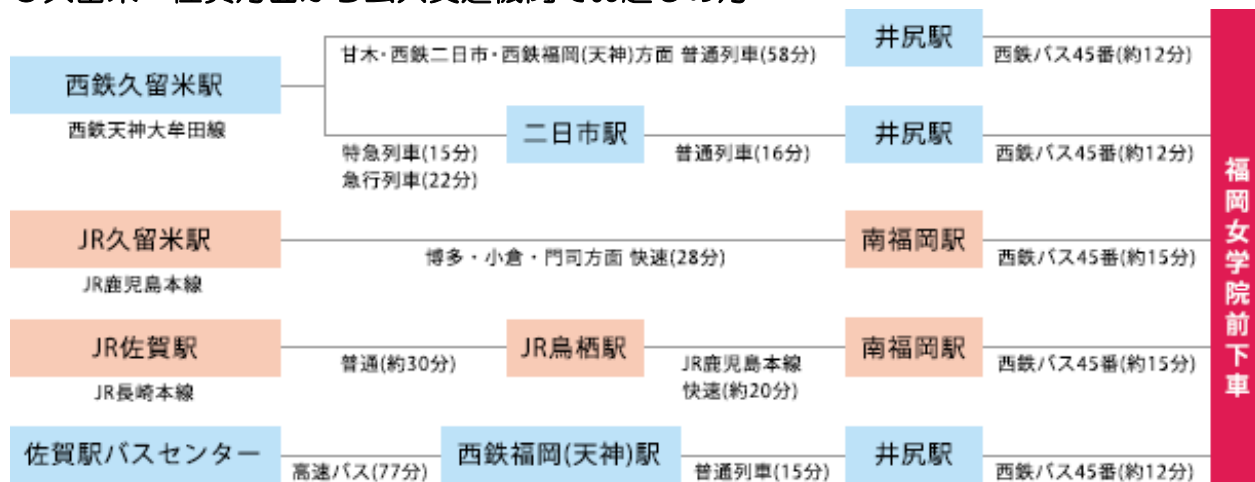 井尻駅
甘木・西鉄二日市・西鉄福岡(天神)方面 普通列車(58分)
西鉄バス45番(約12分)
西鉄久留米駅
西鉄天神大牟田線
二日市駅
井尻駅
特急列車(15分)
急行列車(22分)
普通列車(16分)
西鉄バス45番(約12分)
JR久留米駅
JR鹿児島本線
博多・小倉・門司方面 快速(28分)
南福岡駅
西鉄バス45番(約15分)
JR佐賀駅
JR長崎本線
普通(約30分)
JR鳥栖駅
JR鹿児島本線
快速(約20分)
南福岡駅
西鉄バス45番(約15分)
佐賀駅バスセンター
高速バス(77分)
西鉄福岡(天神)駅
普通列車(15分)
井尻駅
西鉄バス45番(約12分)
福岡女学院前下車